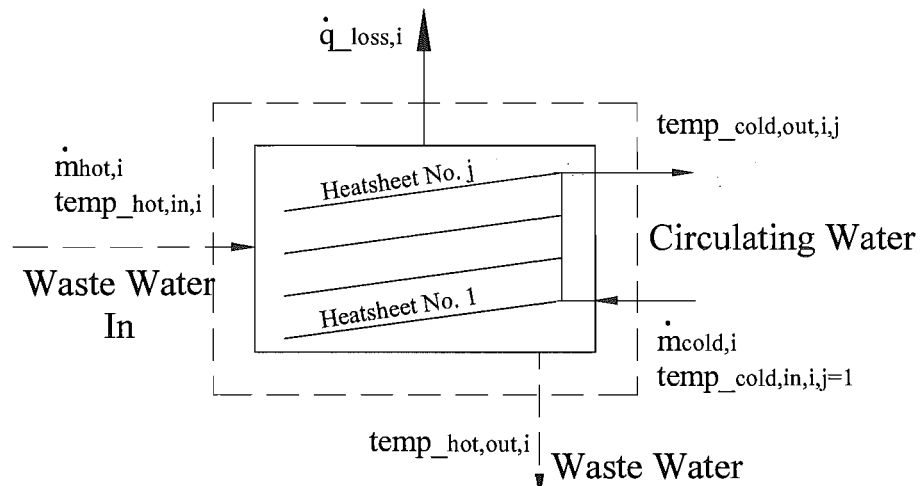 q̇_loss,i
temp_cold,out,i,j
ṁhot,i
temp_hot,in,i
Heatsheet No. j
Circulating Water
Waste Water
In
Heatsheet No. 1
ṁcold,i
temp_cold,in,i,j=1
temp_hot,out,i
Waste Water